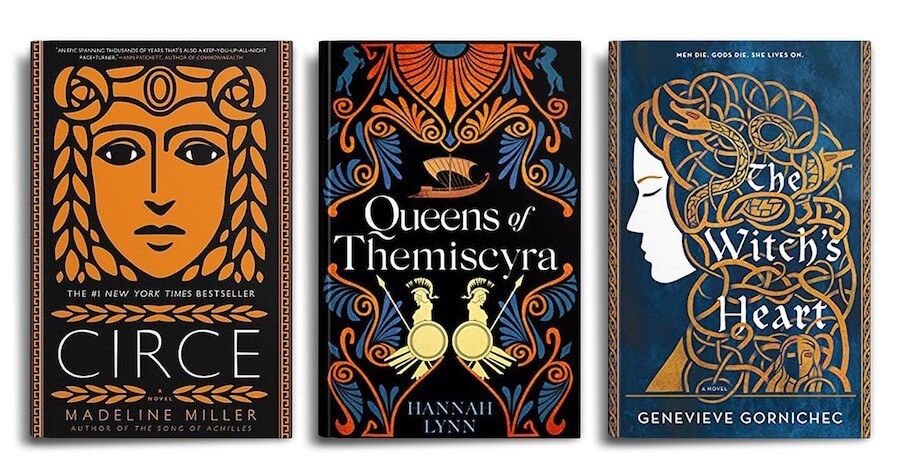 "AN EPIC SPANNING THOUSANDS OF YEARS THAT'S ALSO A KEEP-YOU-UP-ALL-NIGHT
PAGE-TURNER." —ANN PATCHETT, AUTHOR OF COMMONWEALTH
THE #1 NEW YORK TIMES BESTSELLER
CIRCE
A
NOVEL
MADELINE MILLER
AUTHOR OF THE SONG OF ACHILLES
Queens of
Themiscyra
HANNAH
LYNN
MEN DIE. GODS DIE. SHE LIVES ON.
The
Witch's
Heart
A NOVEL
GENEVIEVE GORNICHEC